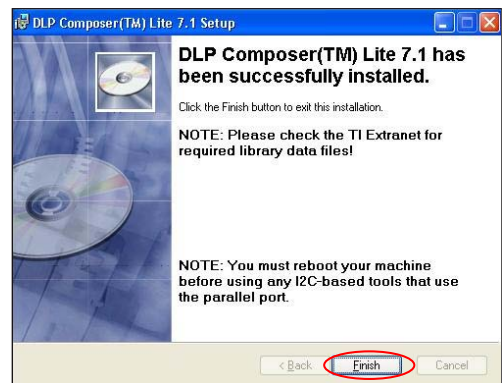 DLP Composer(TM) Lite 7.1 Setup
DLP Composer(TM) Lite 7.1 has
been successfully installed.
Click the Finish button to exit this installation.
NOTE: Please check the TI Extranet for
required library data files!
NOTE: You must reboot your machine
before using any I2C-based tools that use
the parallel port.
< Back
Finish
Cancel